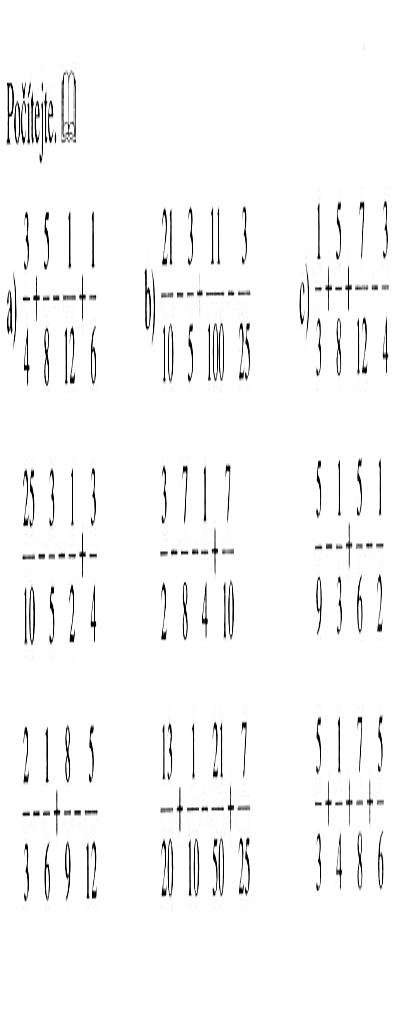 Počítejte.
a) 3/4 + 5/8 - 1/12 + 1/6 b) 21/10 - 3/5 + 11/100 - 3/25 c) 1/3 + 5/8 + 7/12 - 3/4
25/10 - 3/5 - 1/2 + 3/4 3/2 - 7/8 - 1/4 + 7/10 5/9 - 1/3 + 5/6 - 1/2
2/3 - 1/6 + 8/9 - 5/12 13/20 + 1/10 - 21/50 + 7/25 5/3 + 1/4 + 7/8 + 5/6